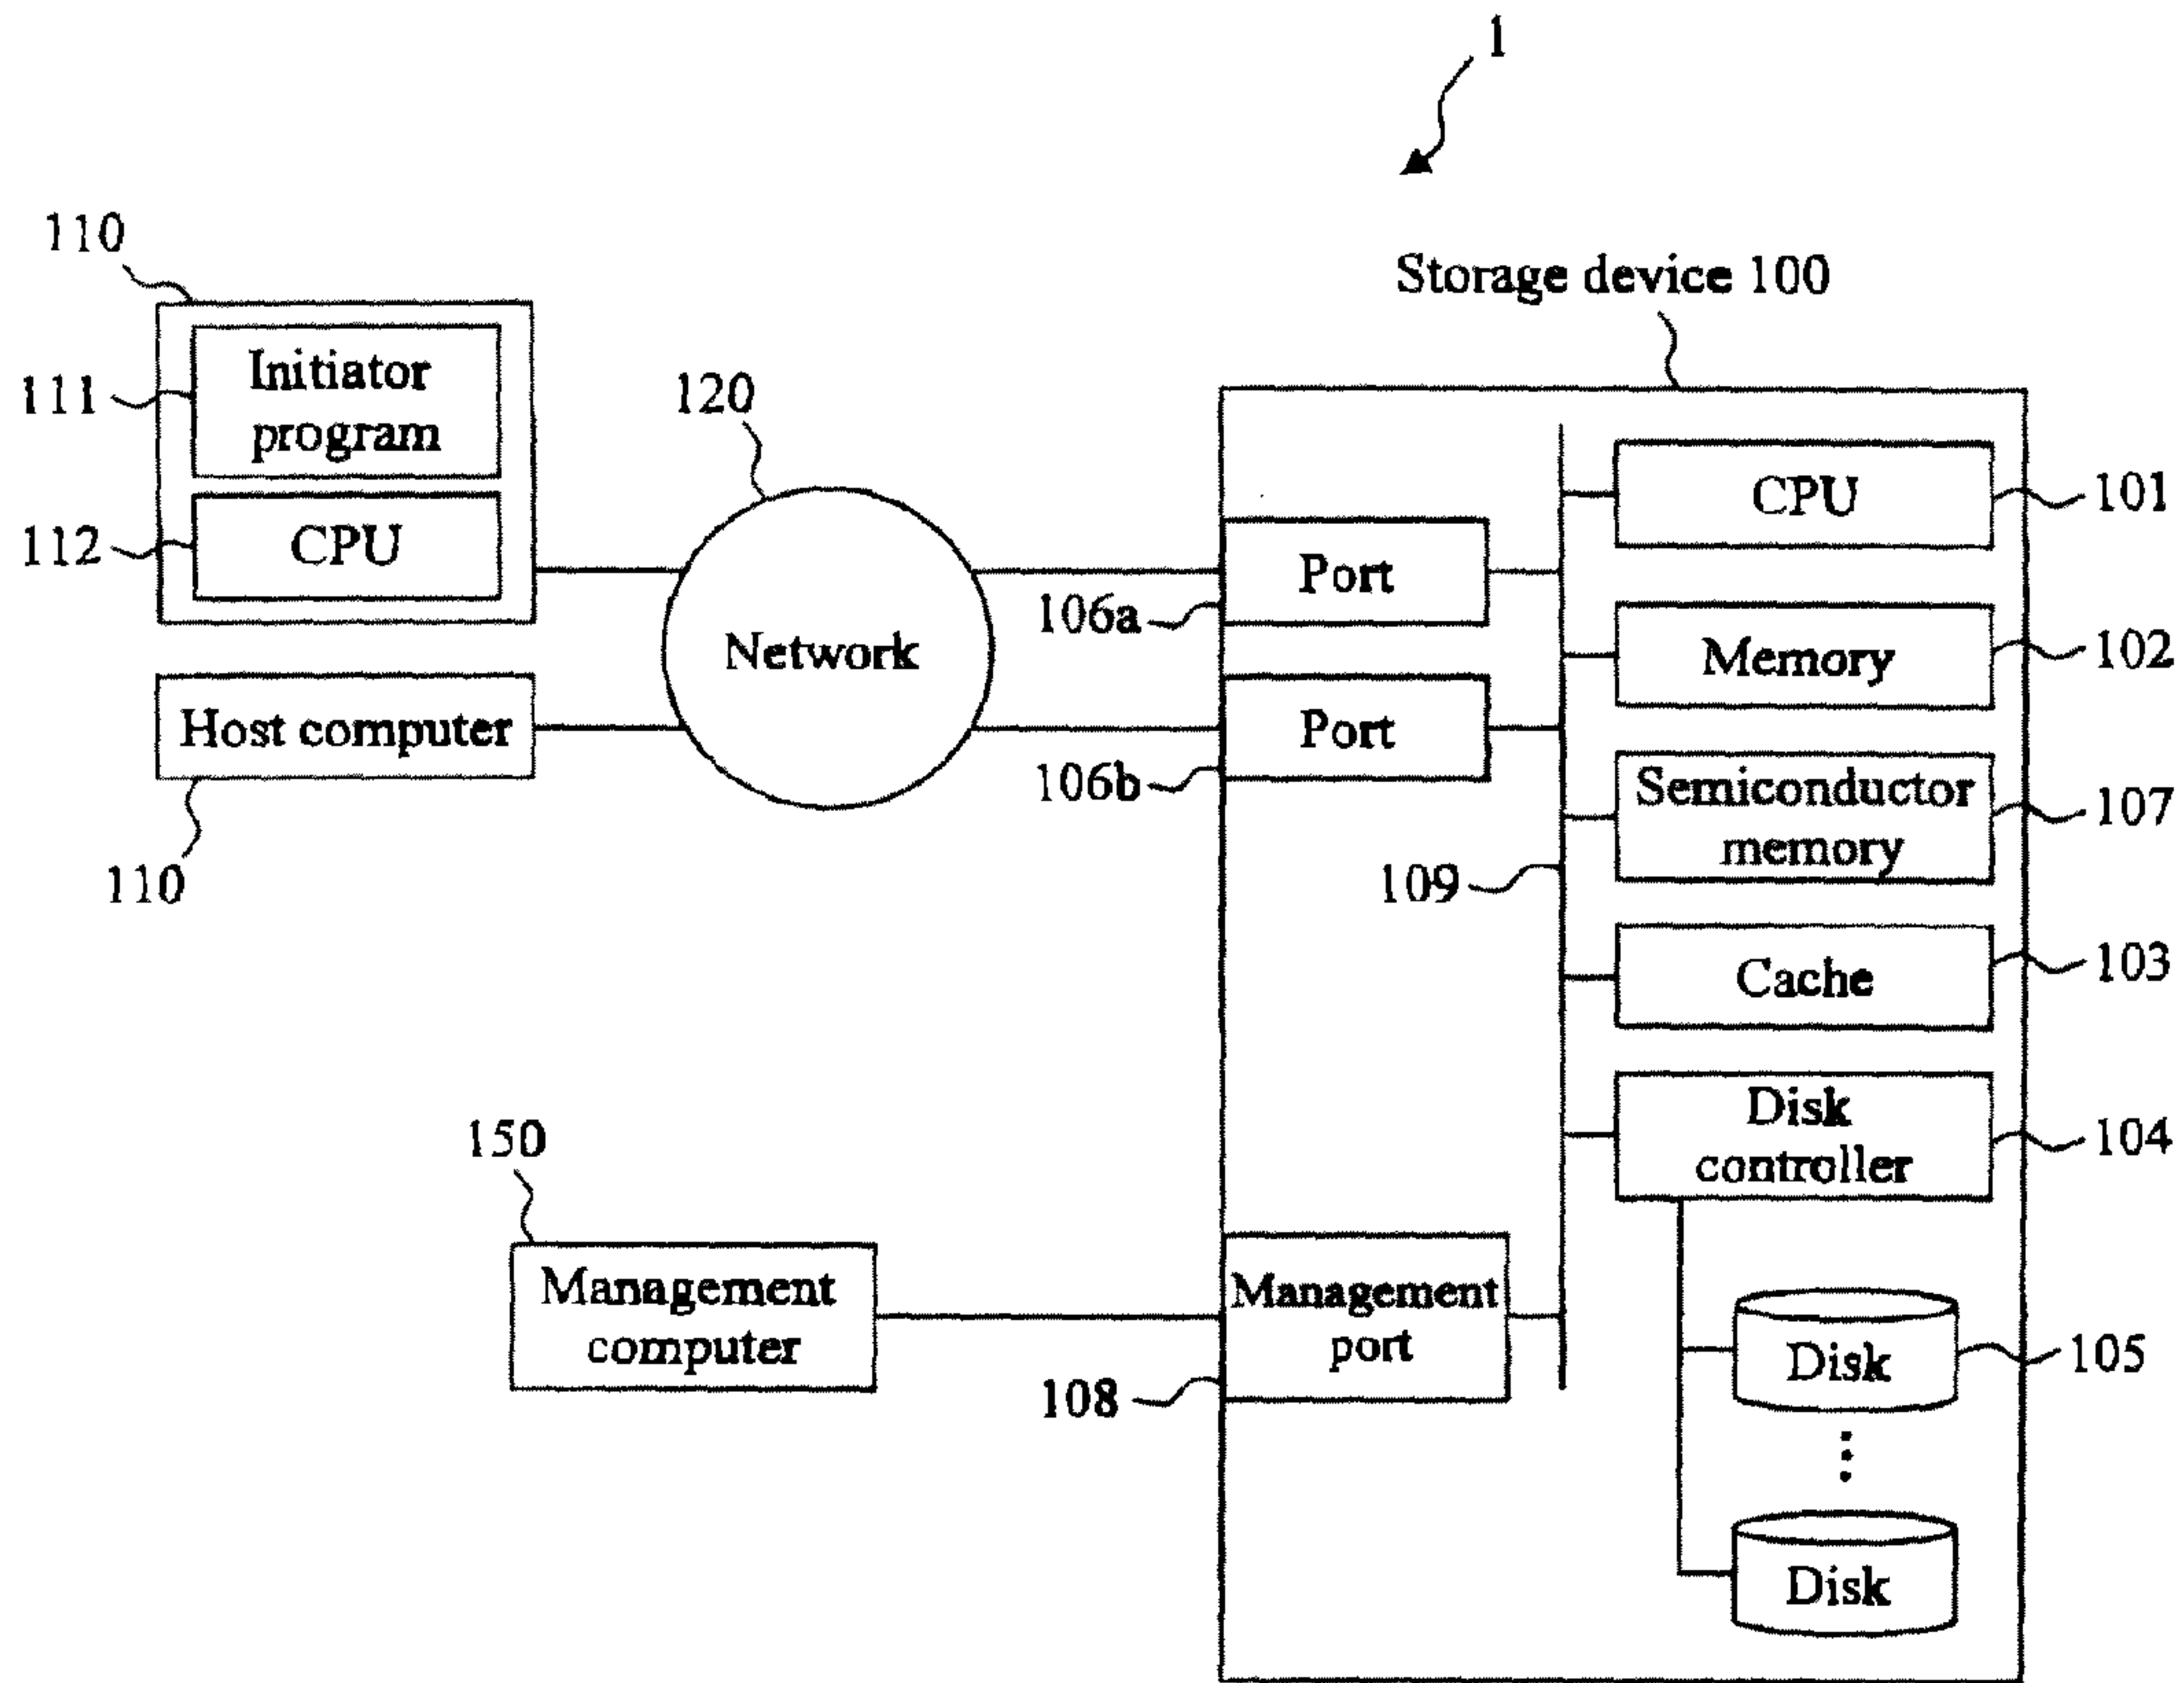 1
110
Storage device 100
Initiator
program
111
CPU
112
120
Network
Host computer
110
Port
106a
Port
106b
CPU
101
Memory
102
Semiconductor
memory
107
109
Cache
103
Disk
controller
104
150
Management
computer
Management
port
108
Disk
105
Disk